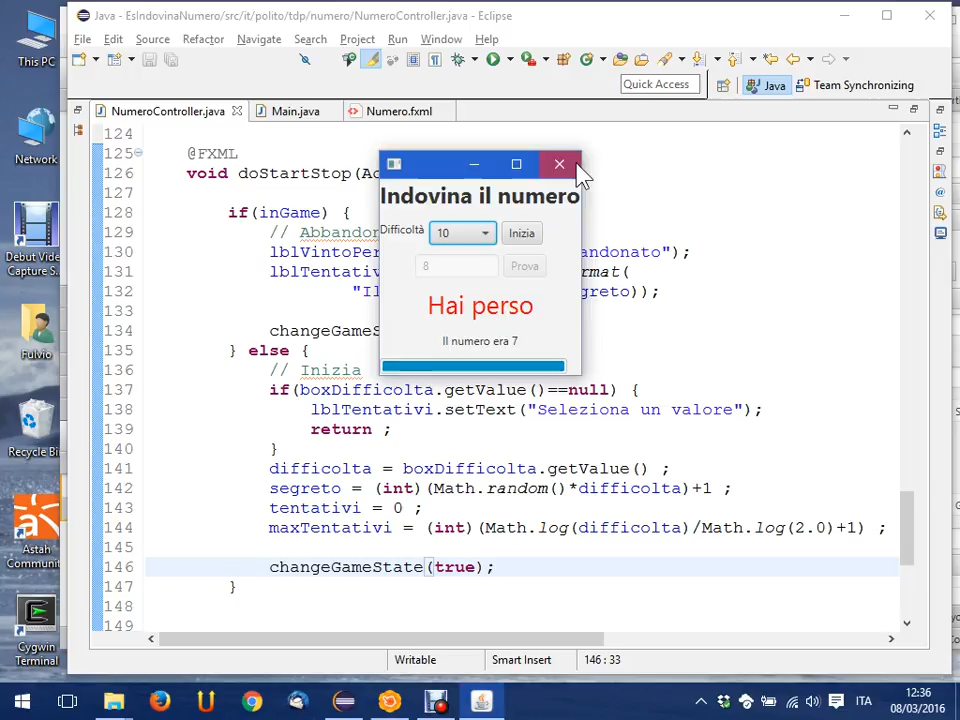 Java - EsIndovinaNumero/src/it/polito/tdp/numero/NumeroController.java - Eclipse
File Edit Source Refactor Navigate Search Project Run Window Help
Quick Access Java Team Synchronizing
NumeroController.java Main.java Numero.fxml
124
125 @FXML
126 void doStartStop(Ac
127
128 if(inGame) {
129 // Abbandon
130 lblVintoPer andonato");
131 lblTentativ rmat(
132 "Il greto));
133
134 changeGameS
135 } else {
136 // Inizia
137 if(boxDifficolta.getValue()==null) {
138 lblTentativi.setText("Seleziona un valore");
139 return ;
140 }
141 difficolta = boxDifficolta.getValue() ;
142 segreto = (int)(Math.random()*difficolta)+1 ;
143 tentativi = 0 ;
144 maxTentativi = (int)(Math.log(difficolta)/Math.log(2.0)+1) ;
145
146 changeGameState(true);
147 }
148
149
Indovina il numero
Difficoltà 10 Inizia
8 Prova
Hai perso
Il numero era 7
Writable Smart Insert 146 : 33
This PC
Network
Debut Video
Capture S...
Fulvio
Recycle Bi
Astah
Communi
Cygwin
Terminal
ITA
12:36
08/03/2016